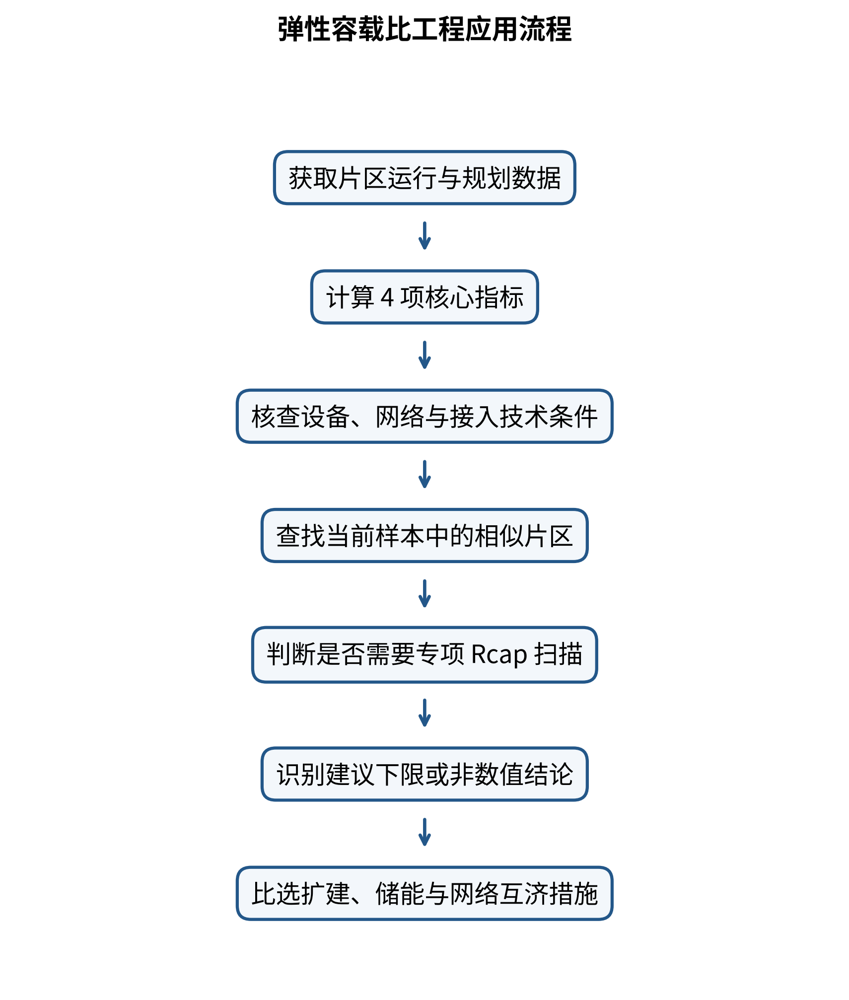 弹性容载比工程应用流程
获取片区运行与规划数据
计算 4 项核心指标
核查设备、网络与接入技术条件
查找当前样本中的相似片区
判断是否需要专项 Rcap 扫描
识别建议下限或非数值结论
比选扩建、储能与网络互济措施